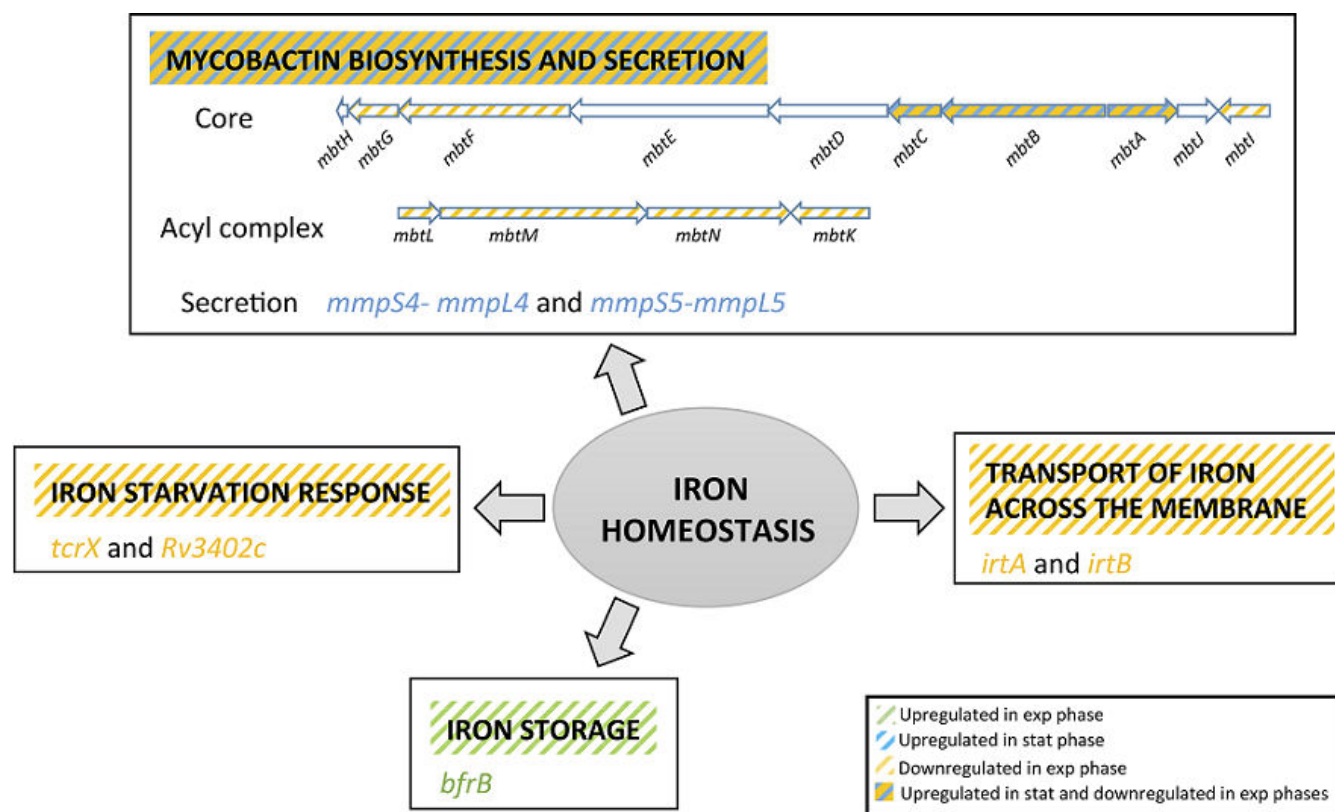 MYCOBACTIN BIOSYNTHESIS AND SECRETION
Core
mbtH mbtG mbtF mbtE mbtD mbtC mbtB mbtA mbtJ mbtI
Acyl complex
mbtL mbtM mbtN mbtK
Secretion mmpS4- mmpL4 and mmpS5-mmpL5
IRON STARVATION RESPONSE
tcrX and Rv3402c
IRON
HOMEOSTASIS
TRANSPORT OF IRON
ACROSS THE MEMBRANE
irtA and irtB
IRON STORAGE
bfrB
Upregulated in exp phase
Upregulated in stat phase
Downregulated in exp phase
Upregulated in stat and downregulated in exp phases